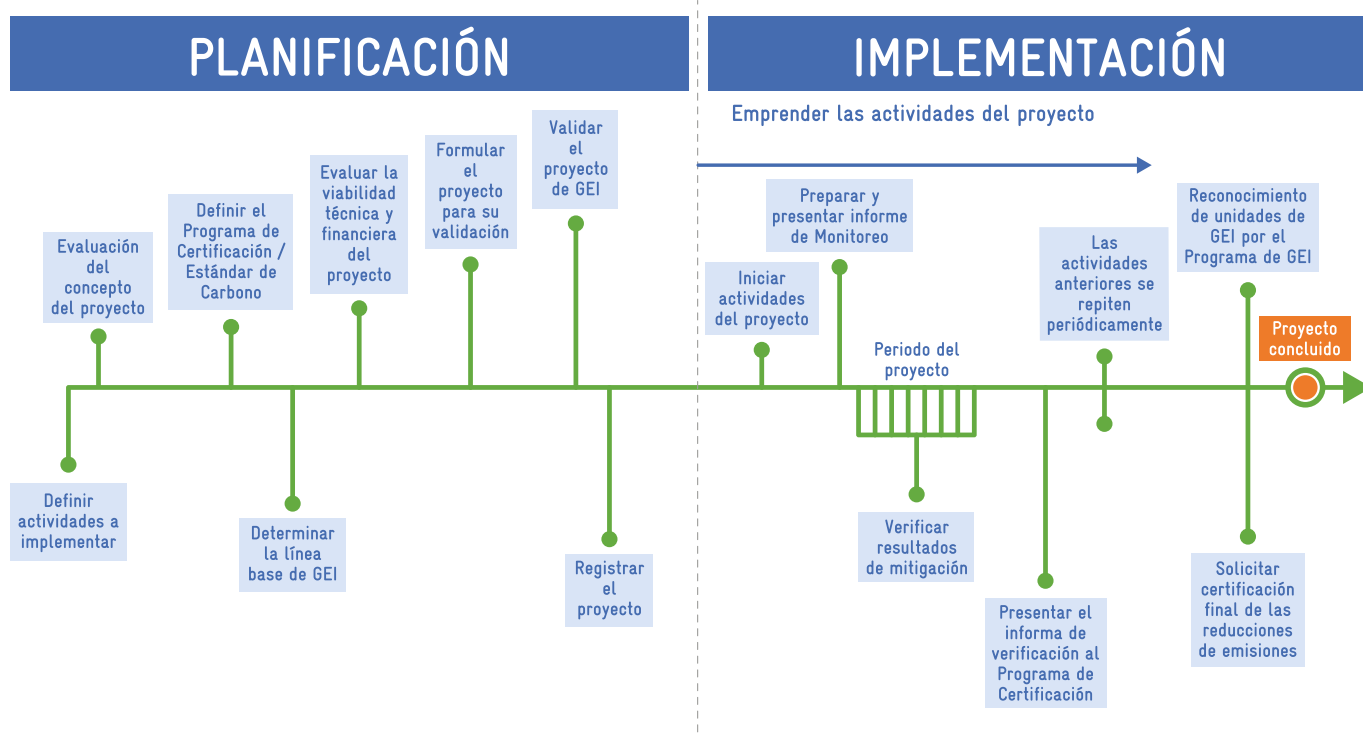 PLANIFICACIÓN
Definir
actividades a
implementar
Evaluación
del
concepto
del proyecto
Definir el
Programa de
Certificación /
Estándar de
Carbono
Determinar
la línea
base de GEI
Evaluar la
viabilidad
técnica y
financiera
del
proyecto
Formular
el
proyecto
para su
validación
Validar
el
proyecto
de GEI
Registrar
el
proyecto
IMPLEMENTACIÓN
Emprender las actividades del proyecto
Iniciar
actividades
del proyecto
Preparar y
presentar informe
de Monitoreo
Periodo del
proyecto
Verificar
resultados
de mitigación
Presentar el
informa de
verificación al
Programa de
Certificación
Las
actividades
anteriores se
repiten
periódicamente
Reconocimiento
de unidades de
GEI por el
Programa de GEI
Solicitar
certificación
final de las
reducciones
de emisiones
Proyecto
concluido